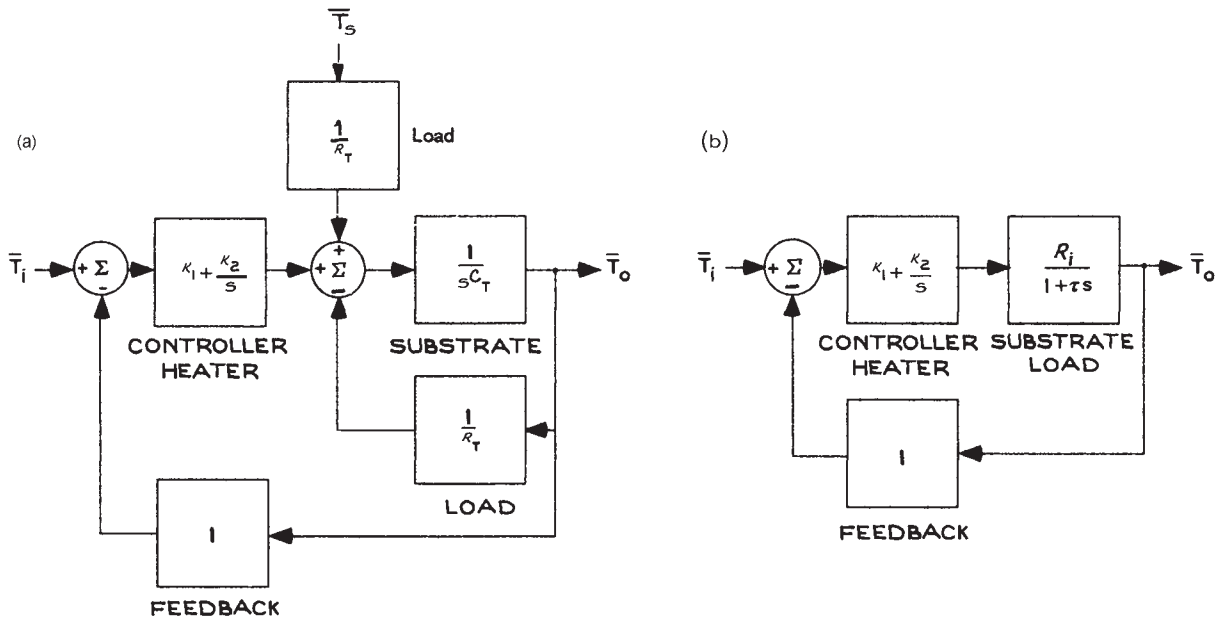 (a)
T̅s
1
RT
Load
T̅i
+ Σ
-
K1 + K2
s
CONTROLLER
HEATER
+
+ Σ
−
1
sCT
T̅o
SUBSTRATE
1
RT
LOAD
1
FEEDBACK
(b)
T̅i
+ Σ
−
K1 + K2
s
CONTROLLER
HEATER
Ri
1 + τs
SUBSTRATE
LOAD
T̅o
1
FEEDBACK